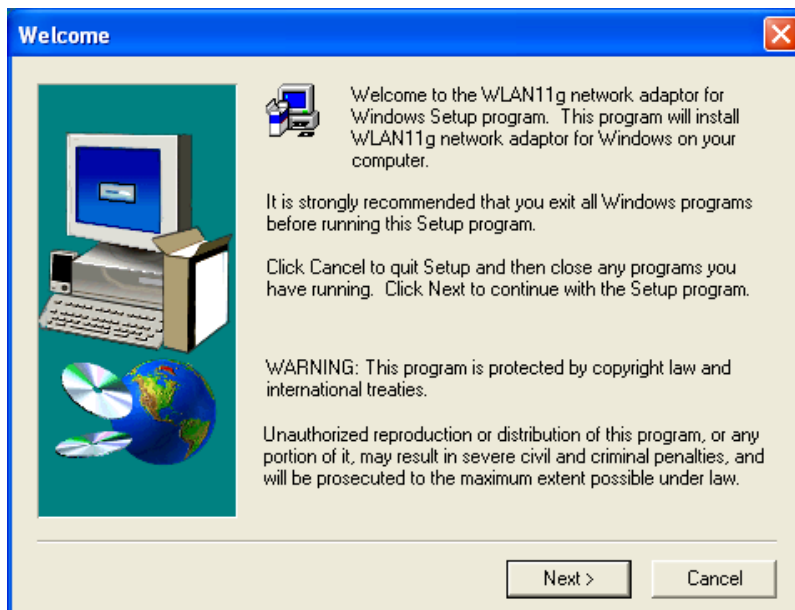 Welcome
Welcome to the WLAN11g network adaptor for
Windows Setup program.  This program will install
WLAN11g network adaptor for Windows on your
computer.
It is strongly recommended that you exit all Windows programs
before running this Setup program.
Click Cancel to quit Setup and then close any programs you
have running.  Click Next to continue with the Setup program.
WARNING: This program is protected by copyright law and
international treaties.
Unauthorized reproduction or distribution of this program, or any
portion of it, may result in severe civil and criminal penalties, and
will be prosecuted to the maximum extent possible under law.
Next >
Cancel